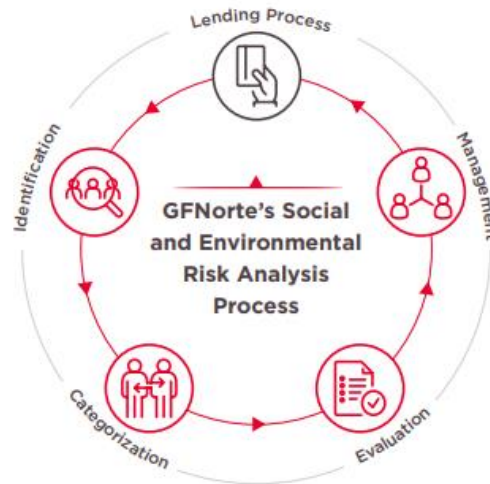 Lending Process
Identification
Management
GFNorte's Social
and Environmental
Risk Analysis
Process
Categorization
Evaluation